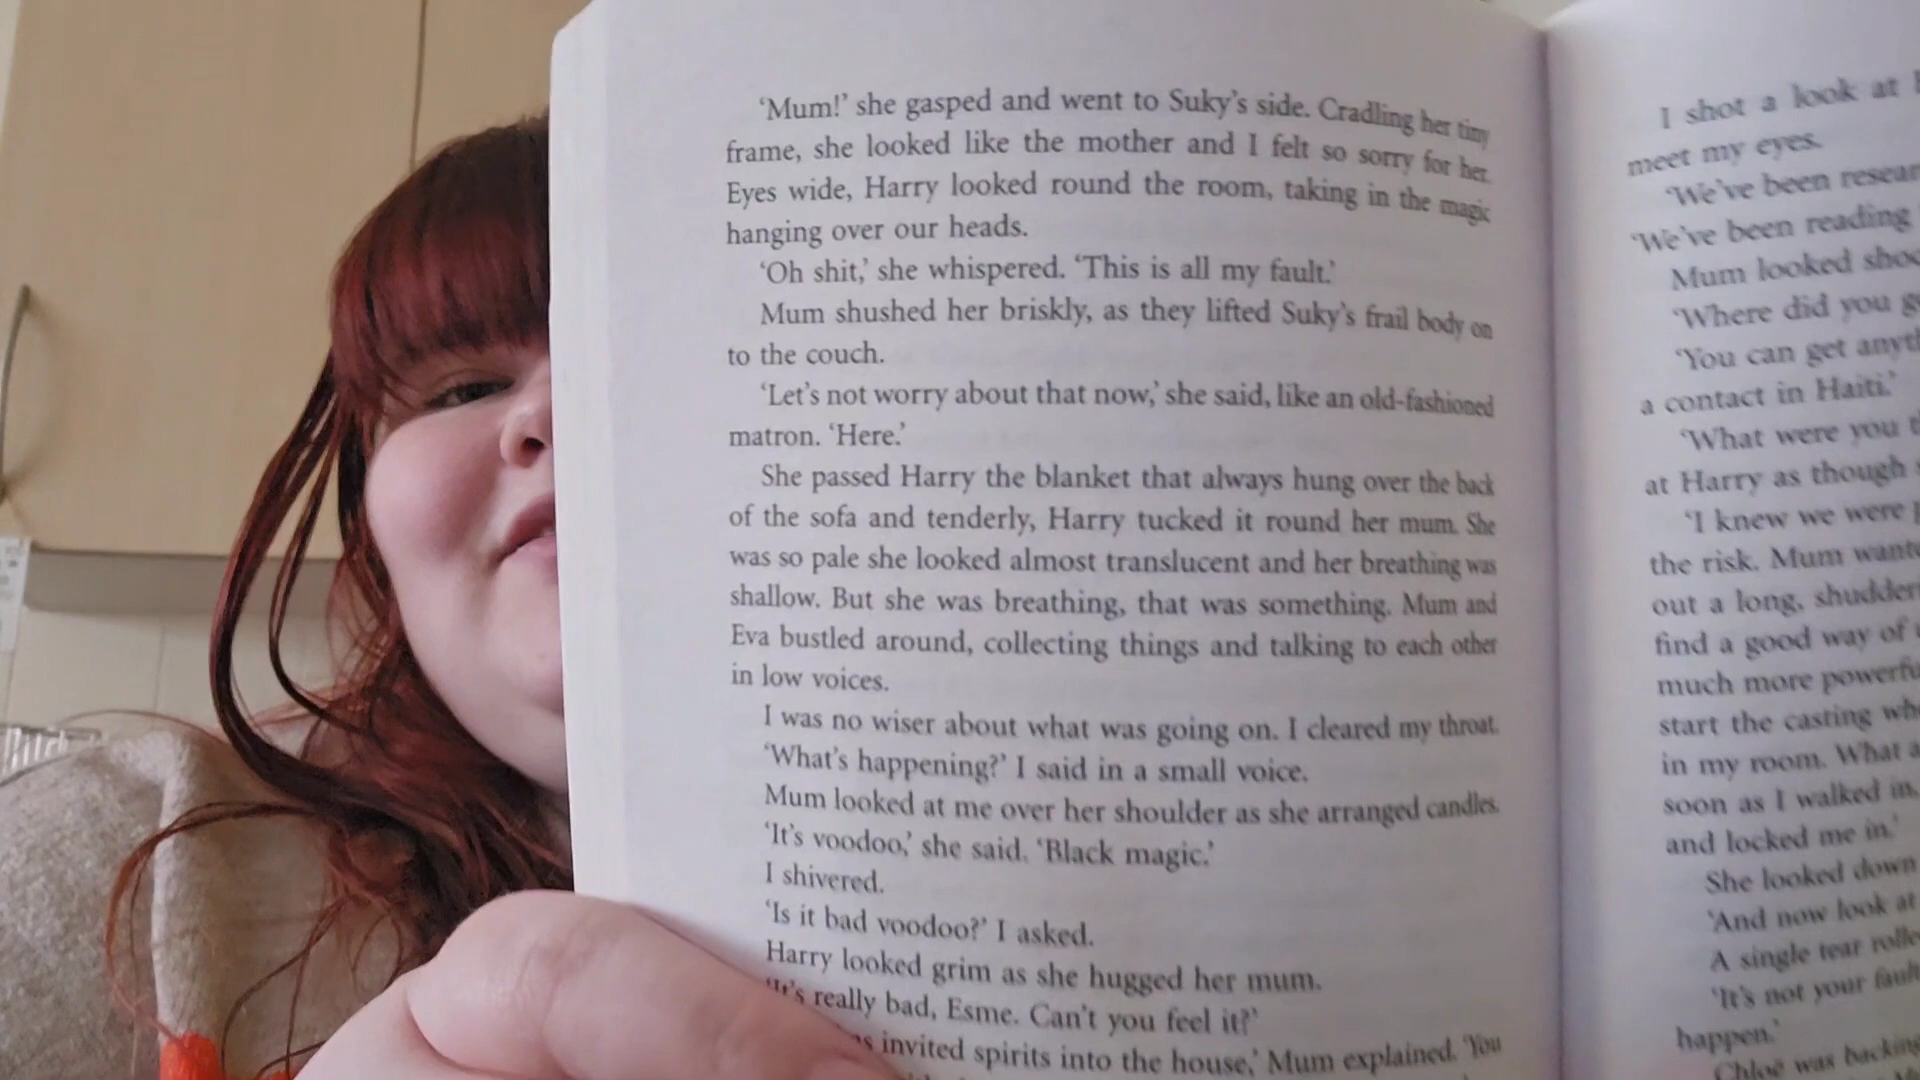 ‘Mum!’ she gasped and went to Suky’s side. Cradling her tiny
frame, she looked like the mother and I felt so sorry for her.
Eyes wide, Harry looked round the room, taking in the magic
hanging over our heads.
‘Oh shit,’ she whispered. ‘This is all my fault.’
Mum shushed her briskly, as they lifted Suky’s frail body on
to the couch.
‘Let’s not worry about that now,’ she said, like an old-fashioned
matron. ‘Here.’
She passed Harry the blanket that always hung over the back
of the sofa and tenderly, Harry tucked it round her mum. She
was so pale she looked almost translucent and her breathing was
shallow. But she was breathing, that was something. Mum and
Eva bustled around, collecting things and talking to each other
in low voices.
I was no wiser about what was going on. I cleared my throat.
‘What’s happening?’ I said in a small voice.
Mum looked at me over her shoulder as she arranged candles.
‘It’s voodoo,’ she said. ‘Black magic.’
I shivered.
‘Is it bad voodoo?’ I asked.
Harry looked grim as she hugged her mum.
‘It’s really bad, Esme. Can’t you feel it?’
invited spirits into the house,’ Mum explained. ‘You
I shot a look at
meet my eyes.
‘We’ve been
‘We’ve been reading
Mum looked
‘Where did you
‘You can get
a contact in Haiti.’
‘What were you
at Harry as though
‘I knew we were
the risk. Mum
out a long,
find a good way of
much more
start the casting
in my room. What
soon as I walked in,
and locked me in.’
She looked down
‘And now look at
A single tear
‘It’s not your
happen.’
Chloë was backing